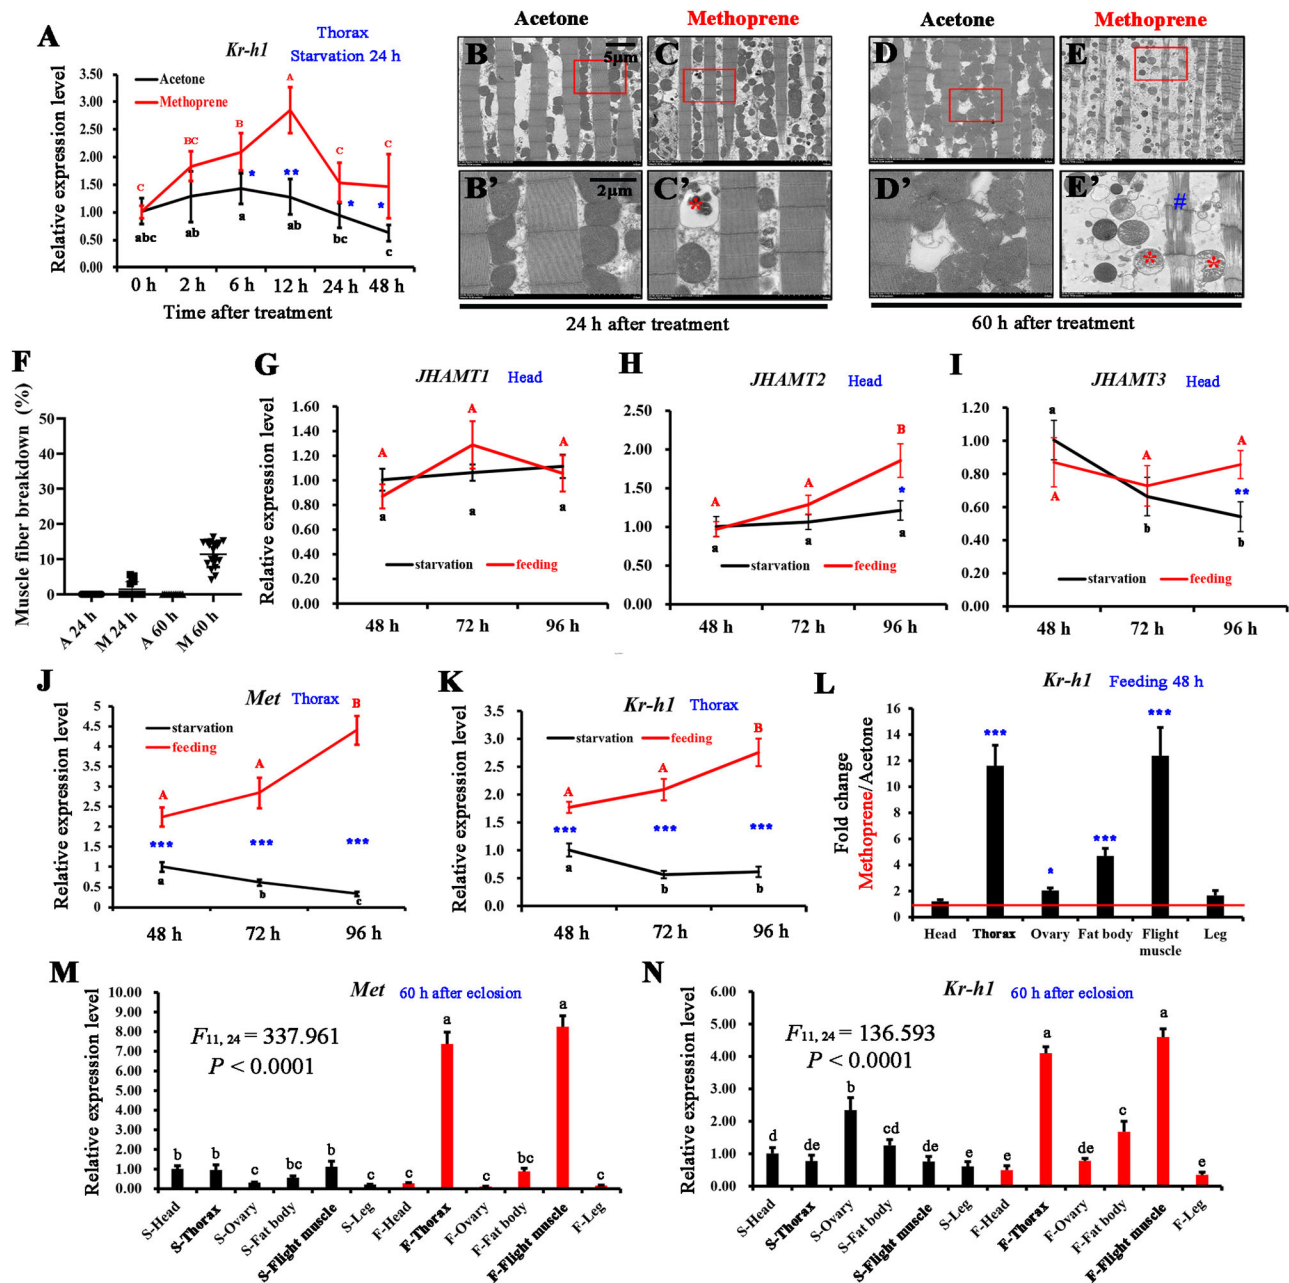 A
Kr-h1
Thorax
Starvation 24 h
Relative expression level
3.50
3.00
2.50
2.00
1.50
1.00
0.50
0.00
Acetone
Methoprene
C
BC
B
A
C
C
*
**
*
*
abc
ab
a
ab
bc
c
0 h
2 h
6 h
12 h
24 h
48 h
Time after treatment
Acetone
Methoprene
Acetone
Methoprene
B
5μm
C
D
E
B'
2μm
C'
*
D'
E'
#
*
*
24 h after treatment
60 h after treatment
F
Muscle fiber breakdown (%)
50
40
30
20
10
0
A 24 h
M 24 h
A 60 h
M 60 h
G
JHAMT1
Head
Relative expression level
1.60
1.40
1.20
1.00
0.80
0.60
0.40
0.20
0.00
A
A
A
a
a
a
starvation
feeding
48 h
72 h
96 h
H
JHAMT2
Head
2.50
2.00
1.50
1.00
0.50
0.00
A
A
B
*
a
a
a
starvation
feeding
48 h
72 h
96 h
I
JHAMT3
Head
1.20
1.00
0.80
0.60
0.40
0.20
0.00
a
A
A
A
**
b
b
starvation
feeding
48 h
72 h
96 h
J
Met
Thorax
Relative expression level
5
4.5
4
3.5
3
2.5
2
1.5
1
0.5
0
starvation
feeding
A
A
B
***
***
***
a
b
c
48 h
72 h
96 h
K
Kr-h1
Thorax
Relative expression level
3.5
3.0
2.5
2.0
1.5
1.0
0.5
0.0
starvation
feeding
A
A
B
***
***
***
a
b
b
48 h
72 h
96 h
L
Kr-h1
Feeding 48 h
Fold change
Methoprene/Acetone
16
14
12
10
8
6
4
2
0
***
*
***
***
Head
Thorax
Ovary
Fat body
Flight
muscle
Leg
M
Met
60 h after eclosion
Relative expression level
10.00
9.00
8.00
7.00
6.00
5.00
4.00
3.00
2.00
1.00
0.00
F11, 24 = 337.961
P < 0.0001
b
b
c
bc
b
c
c
a
c
bc
a
c
S-Head
S-Thorax
S-Ovary
S-Fat body
S-Flight muscle
S-Leg
F-Head
F-Thorax
F-Ovary
F-Fat body
F-Flight muscle
F-Leg
N
Kr-h1
60 h after eclosion
Relative expression level
6.00
5.00
4.00
3.00
2.00
1.00
0.00
F11, 24 = 136.593
P < 0.0001
d
de
b
cd
de
e
e
a
de
c
a
e
S-Head
S-Thorax
S-Ovary
S-Fat body
S-Flight muscle
S-Leg
F-Head
F-Thorax
F-Ovary
F-Fat body
F-Flight muscle
F-Leg